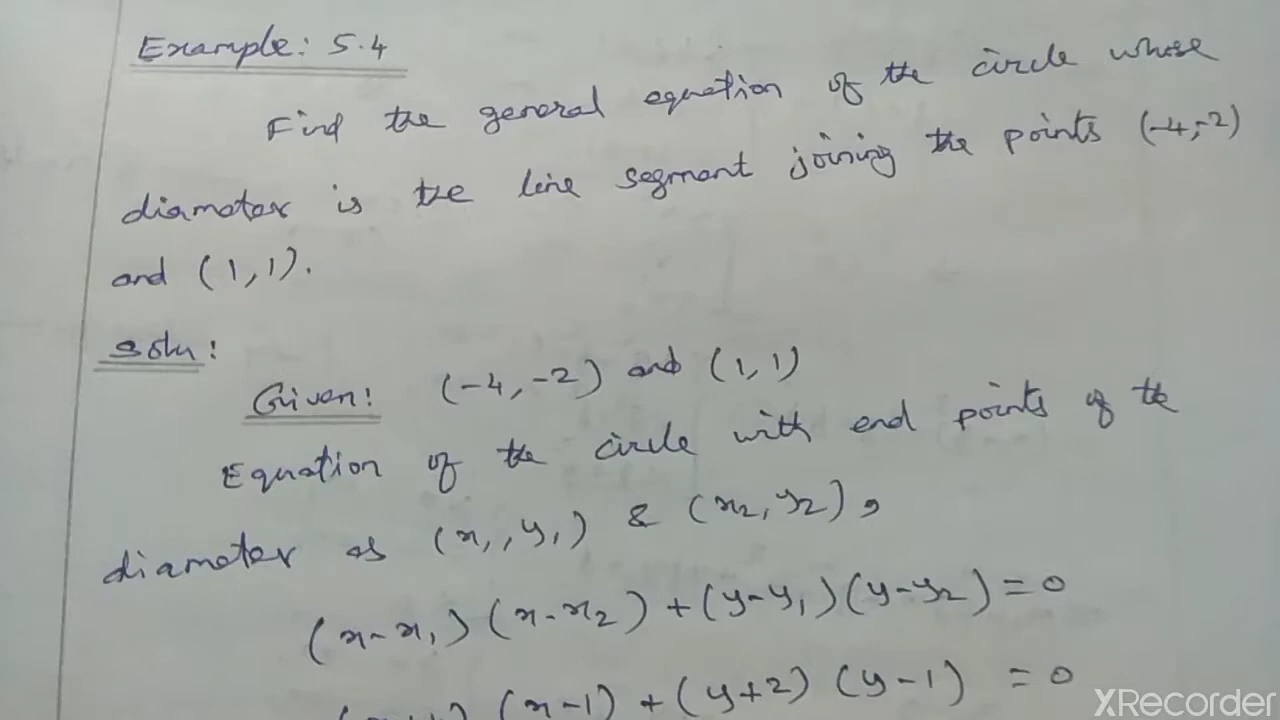 Example: 5.4
Find the general equation of the circle whose
diameter is the line segment joining the points (-4,-2)
and (1,1).
Soln:
Given: (-4,-2) and (1,1)
Equation of the circle with end points of the
diameter as (x₁,y₁) & (x₂,y₂),
(x-x₁)(x-x₂)+(y-y₁)(y-y₂)=0
(x-1)+(y+2)(y-1) =0
XRecorder